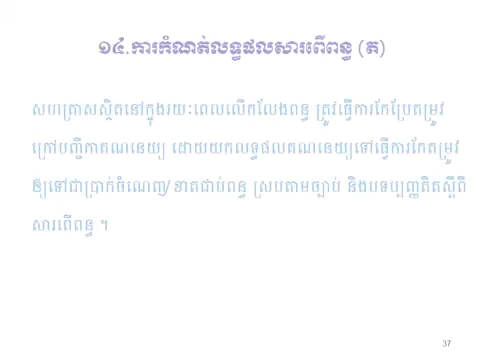 ១៤.ការកំណត់លទ្ធផលសារពើពន្ធ (ត)
សហគ្រាសស្ថិតនៅក្នុងរយៈពេលលើកលែងពន្ធ ត្រូវធ្វើការកែប្រែតម្រូវ
ក្រៅបញ្ជីគាតណនេយ្យ ដោយយកលទ្ធផលគណនេយ្យទៅធ្វើការកែតម្រូវ
ឲ្យទៅជាប្រាក់ចំណេញ/ខាតជាប់ពន្ធ ស្របតាមច្បាប់ និងបទប្បញ្ញតិតស្តីពី
សារពើពន្ធ ។
37